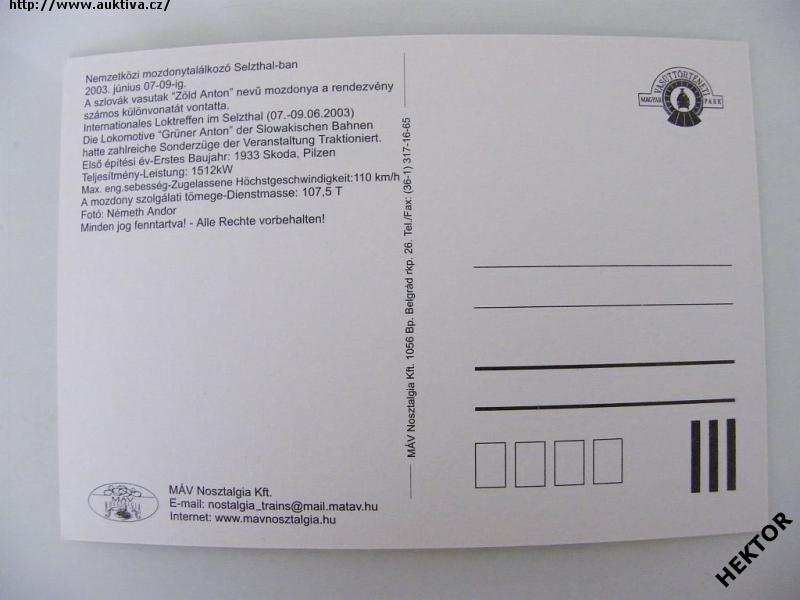 http://www.auktiva.cz/
Nemzetközi mozdonytalálkozó Selzthal-ban
2003. június 07-09-ig.
A szlovák vasutak "Zöld Anton" nevű mozdonya a rendezvény
számos különvonatát vontatta.
Internationales Loktreffen im Selzthal (07.-09.06.2003)
Die Lokomotive "Grüner Anton" der Slowakischen Bahnen
hatte zahlreiche Sonderzüge der Veranstaltung Traktioniert.
Első építési év-Erstes Baujahr: 1933 Skoda, Pilzen
Teljesítmény-Leistung: 1512kW
Max. eng.sebesség-Zugelassene Höchstgeschwindigkeit:110 km/h
A mozdony szolgálati tömege-Dienstmasse: 107,5 T
Fotó: Németh Andor
Minden jog fenntartva! - Alle Rechte vorbehalten!
MÁV
MÁV Nosztalgia Kft.
E-mail: nostalgia_trains@mail.matav.hu
Internet: www.mavnosztalgia.hu
MÁV Nosztalgia Kft. 1056 Bp. Belgrád rkp. 26. Tel./Fax: (36-1) 317-16-65
VASÚTTÖRTÉNETI
MAGYAR PARK
HEKTOR